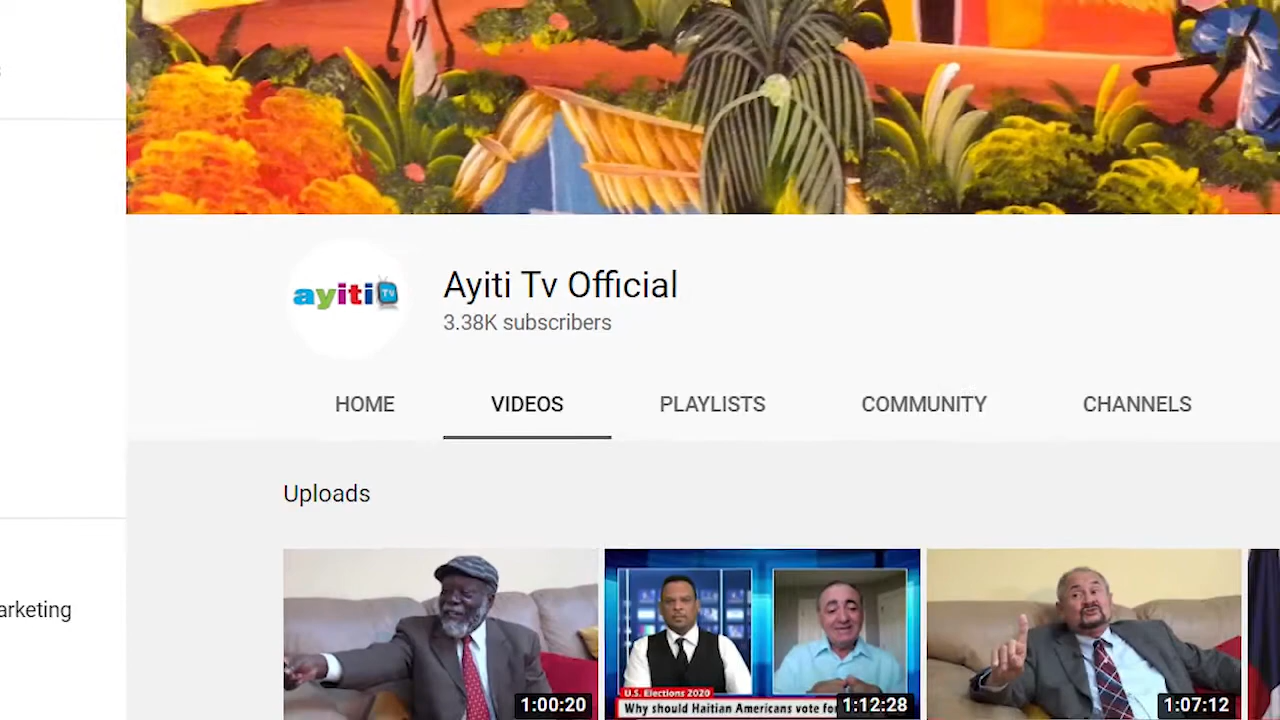 ayiti TV
Ayiti Tv Official
3.38K subscribers
HOME VIDEOS PLAYLISTS COMMUNITY CHANNELS
Uploads
arketing
1:00:20
U.S. Elections 2020
Why should Haitian Americans vote for
1:12:28
1:07:12